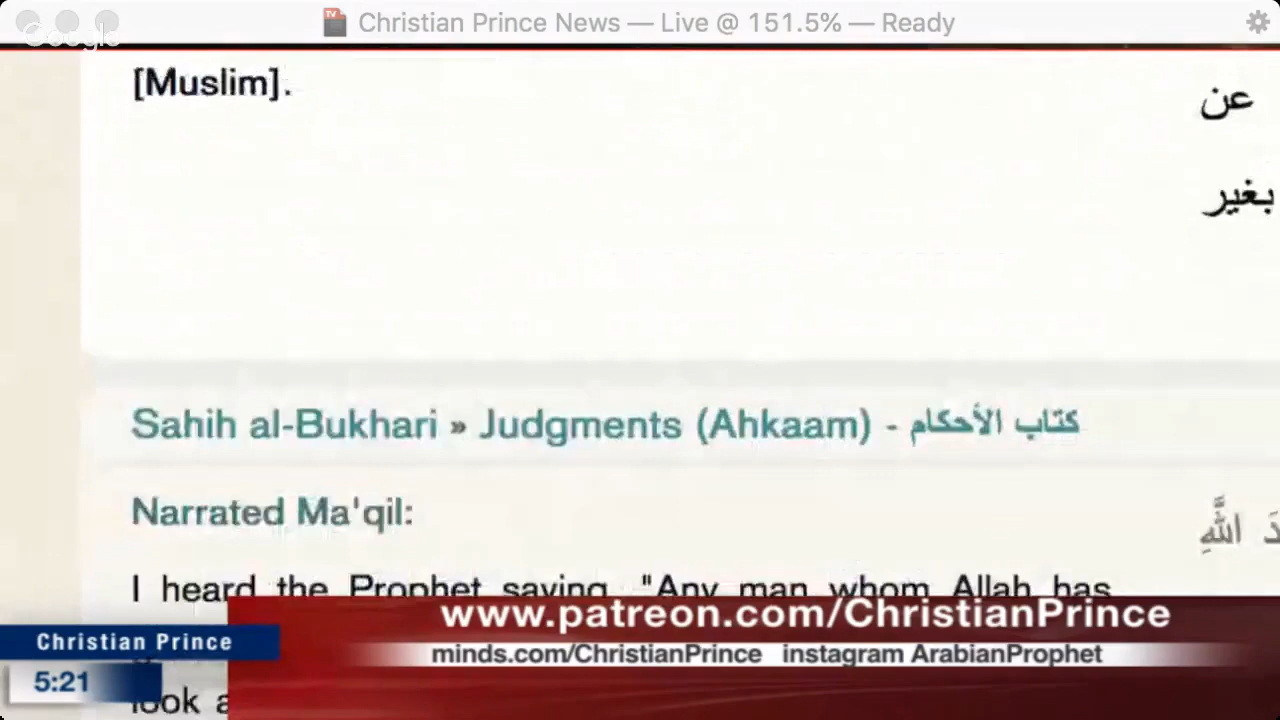 Christian Prince News — Live @ 151.5% — Ready
Google
[Muslim].
عن
بغير
Sahih al-Bukhari » Judgments (Ahkaam) - كتاب الأحكام
Narrated Ma'qil:
I heard the Prophet saying, "Any man whom Allah has
look a
www.patreon.com/ChristianPrince
minds.com/ChristianPrince instagram ArabianProphet
Christian Prince
5:21